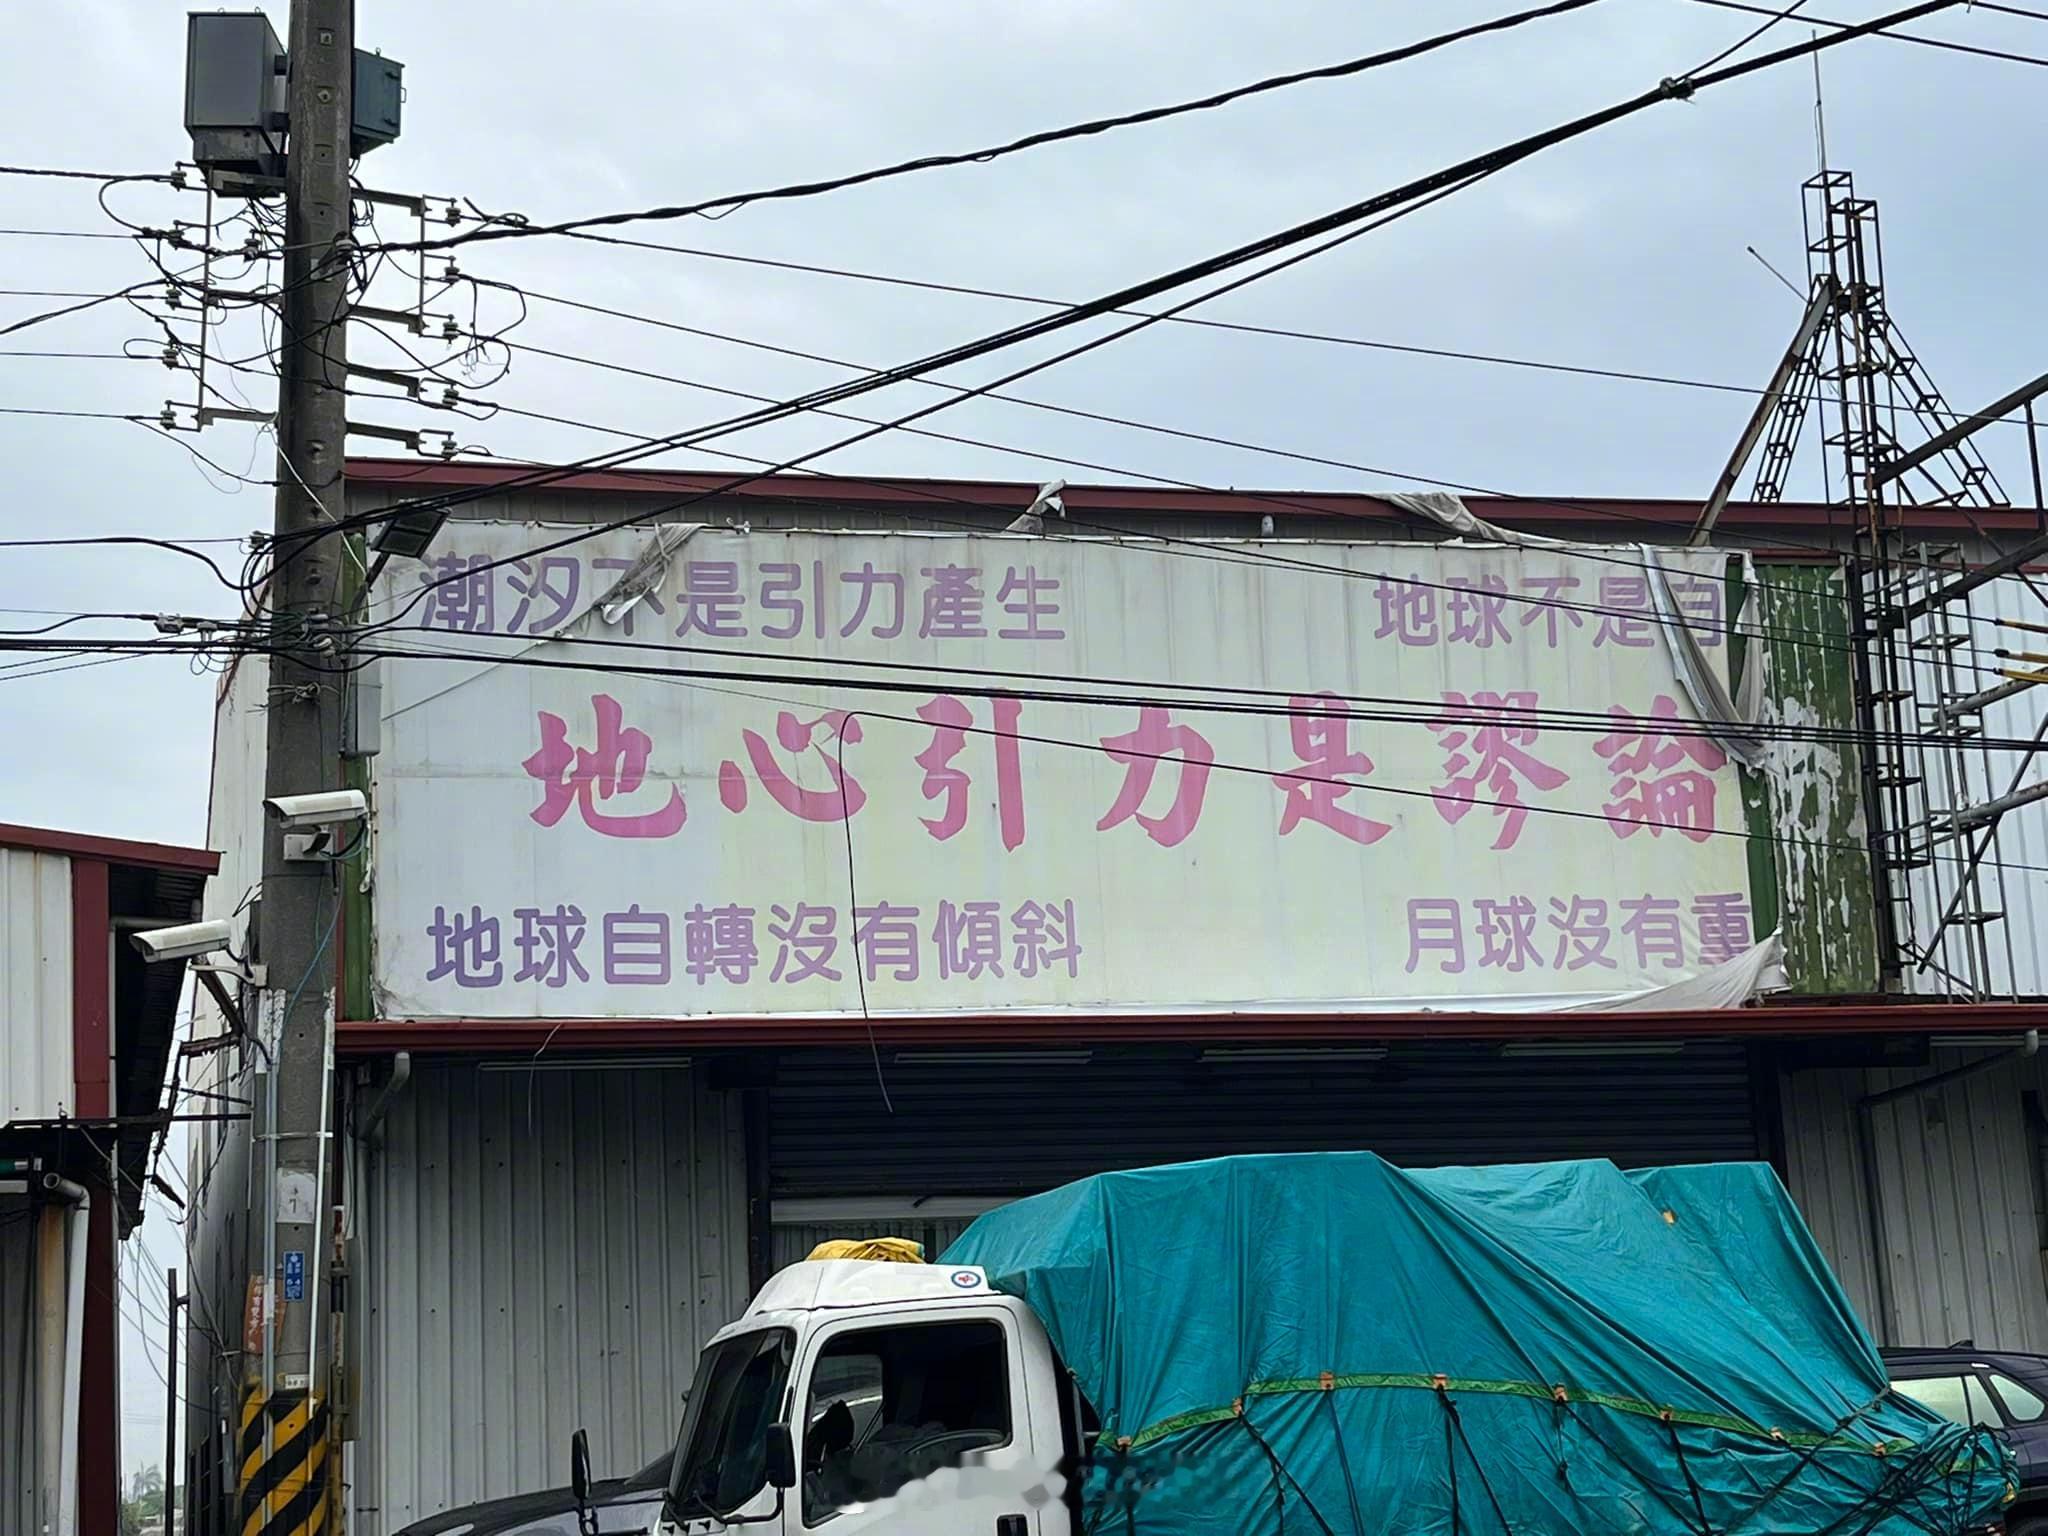 潮汐不是引力產生
地球不是自
地心引力是謬論
地球自轉沒有傾斜
月球沒有重